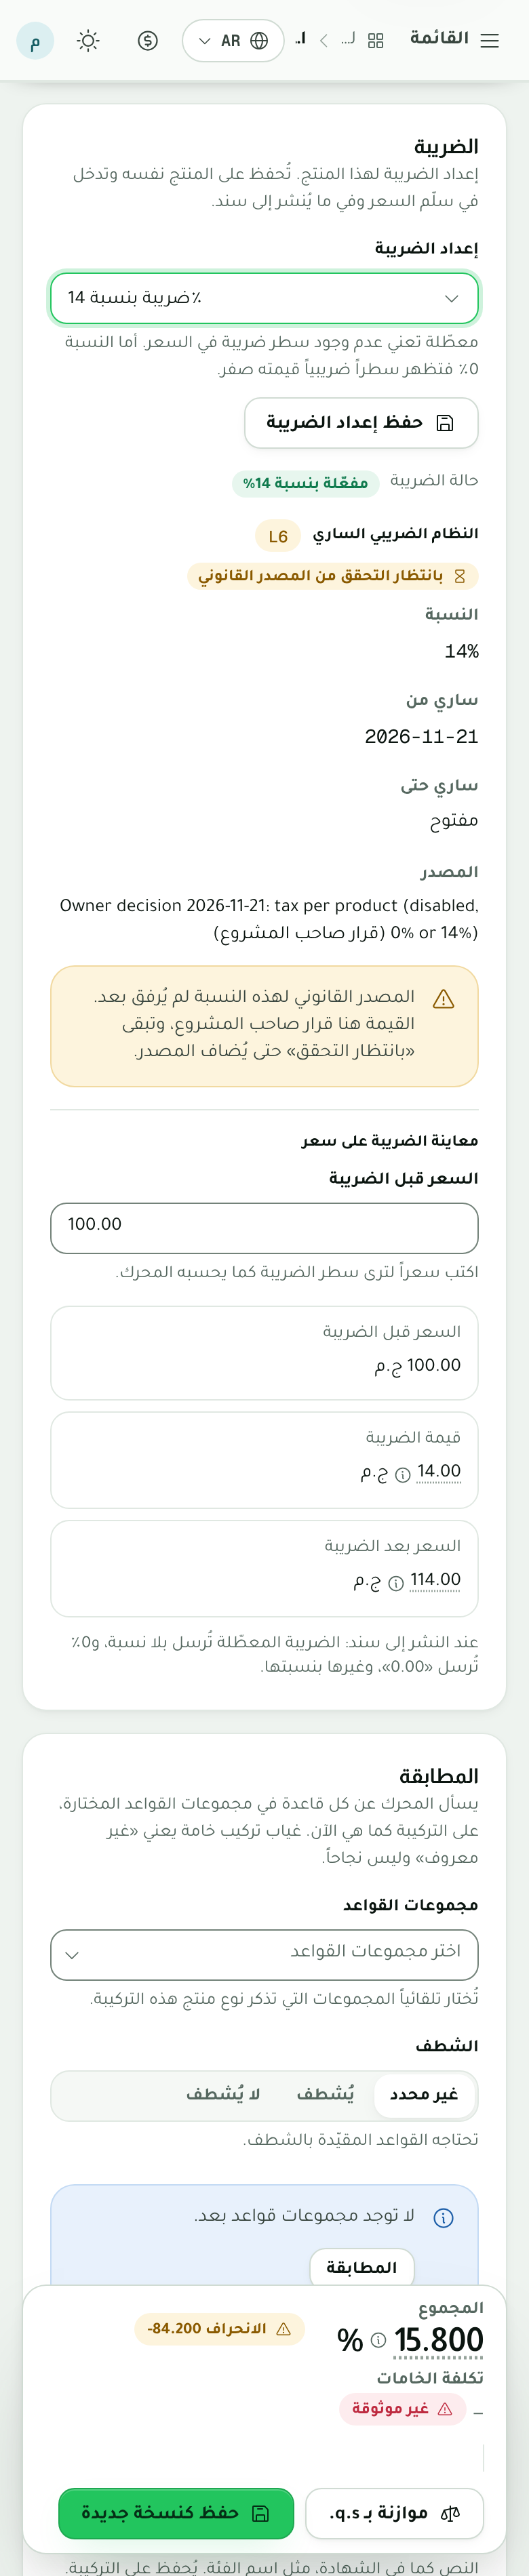 القائمة
لـ...
ا..
AR
م
الضريبة
إعداد الضريبة لهذا المنتج. تُحفظ على المنتج نفسه وتدخل
في سلّم السعر وفي ما يُنشر إلى سند.
إعداد الضريبة
ضريبة بنسبة 14٪
معطّلة تعني عدم وجود سطر ضريبة في السعر. أما النسبة
0٪ فتظهر سطراً ضريبياً قيمته صفر.
حفظ إعداد الضريبة
حالة الضريبة
مفعّلة بنسبة 14%
النظام الضريبي الساري
L6
بانتظار التحقق من المصدر القانوني
النسبة
14%
ساري من
2026-11-21
ساري حتى
مفتوح
المصدر
Owner decision 2026-11-21: tax per product (disabled,
0% or 14%) (قرار صاحب المشروع)
المصدر القانوني لهذه النسبة لم يُرفق بعد.
القيمة هنا قرار صاحب المشروع، وتبقى
«بانتظار التحقق» حتى يُضاف المصدر.
معاينة الضريبة على سعر
السعر قبل الضريبة
100.00
اكتب سعراً لترى سطر الضريبة كما يحسبه المحرك.
السعر قبل الضريبة
100.00 ج.م
قيمة الضريبة
14.00 ج.م
السعر بعد الضريبة
114.00 ج.م
عند النشر إلى سند: الضريبة المعطّلة تُرسل بلا نسبة، و0٪
تُرسل «0.00»، وغيرها بنسبتها.
المطابقة
يسأل المحرك عن كل قاعدة في مجموعات القواعد المختارة،
على التركيبة كما هي الآن. غياب تركيب خامة يعني «غير
معروف» وليس نجاحاً.
مجموعات القواعد
اختر مجموعات القواعد
تُختار تلقائياً المجموعات التي تذكر نوع منتج هذه التركيبة.
الشطف
غير محدد
يُشطف
لا يُشطف
تحتاجه القواعد المقيّدة بالشطف.
لا توجد مجموعات قواعد بعد.
المطابقة
المجموع
15.800 %
الانحراف 84.200-
تكلفة الخامات
—
غير موثوقة
موازنة بـ q.s.
حفظ كنسخة جديدة
النص كما في الشهادة، مثل اسم الفئة. يُحفظ على التركيبة.